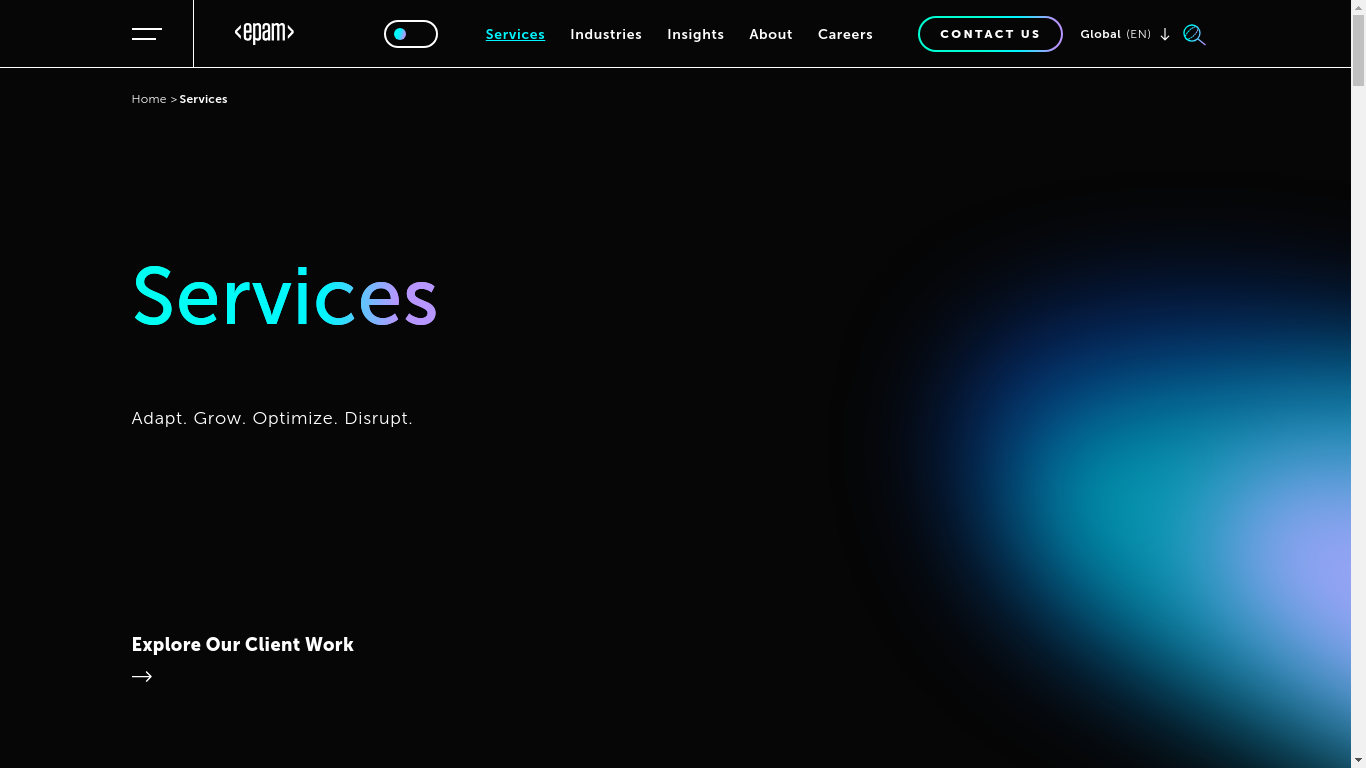 <epam>
Services Industries Insights About Careers
CONTACT US
Global (EN)
Home > Services
Services
Adapt. Grow. Optimize. Disrupt.
Explore Our Client Work